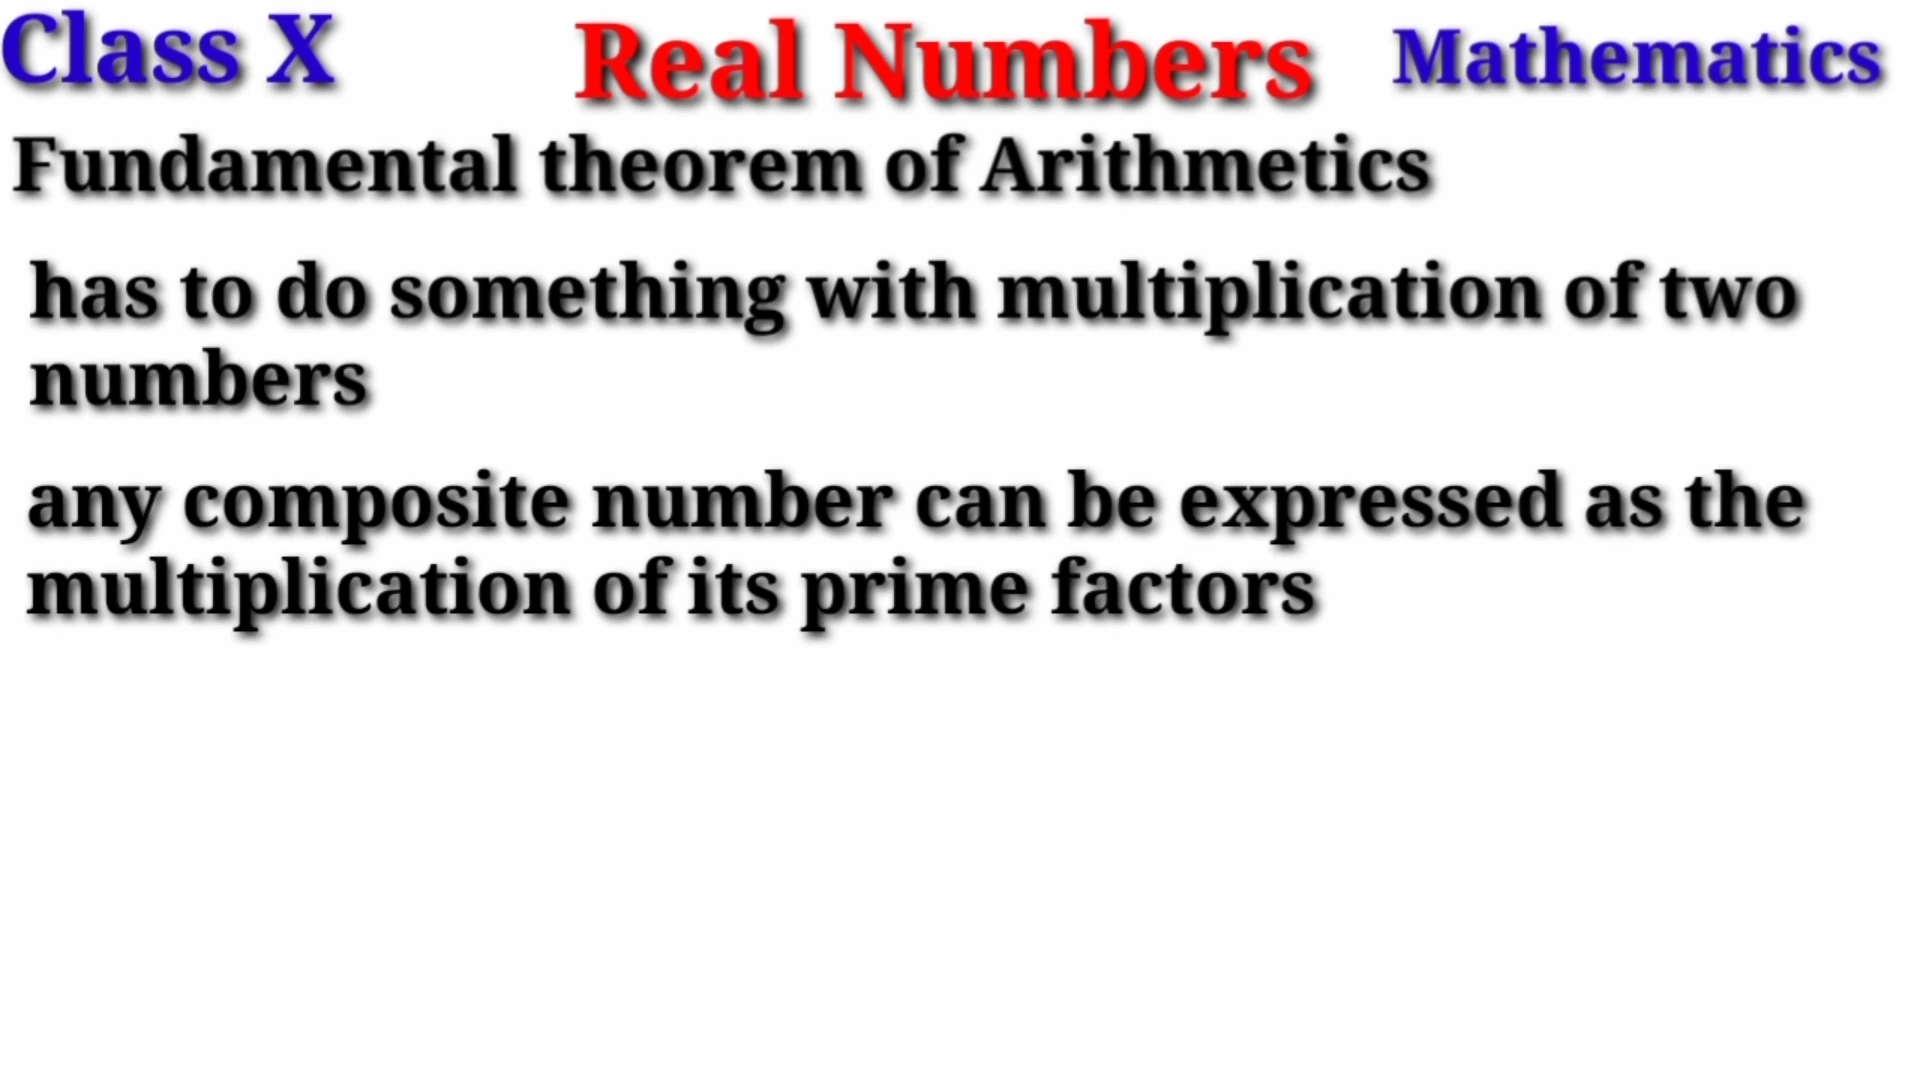 Class X Real Numbers Mathematics
Fundamental theorem of Arithmetics
has to do something with multiplication of two
numbers
any composite number can be expressed as the
multiplication of its prime factors